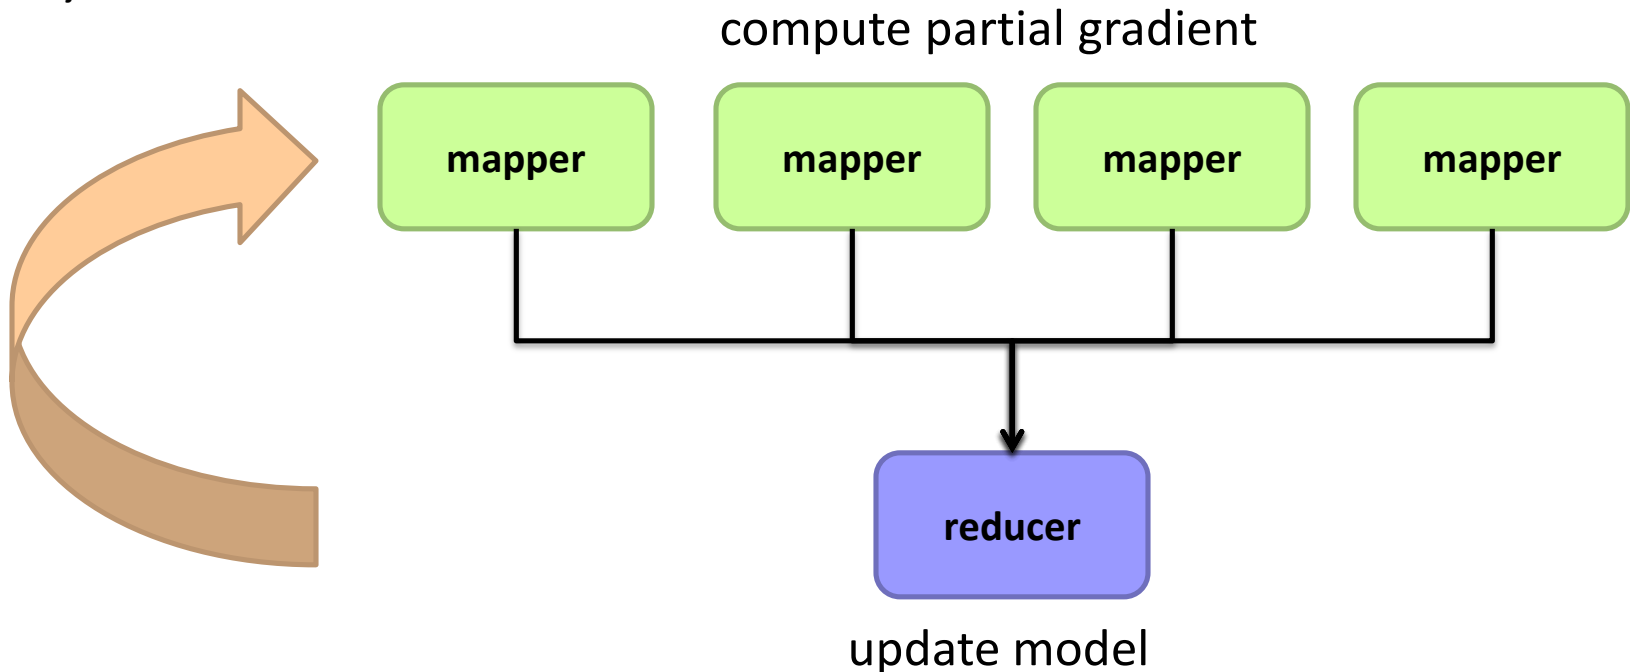 compute partial gradient
mapper mapper mapper mapper
reducer
update model